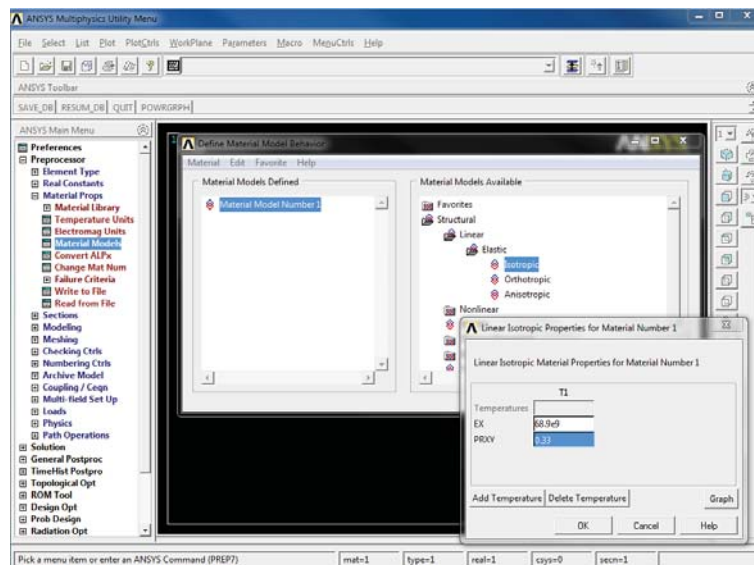 ANSYS Multiphysics Utility Menu
File Select List Plot PlotCtrls WorkPlane Parameters Macro MenuCtrls Help
ANSYS Toolbar
SAVE_DB RESUM_DB QUIT POWRGRPH
ANSYS Main Menu
Preferences
Preprocessor
Element Type
Real Constants
Material Props
Material Library
Temperature Units
Electromag Units
Material Models
Convert ALPx
Change Mat Num
Failure Criteria
Write to File
Read from File
Sections
Modeling
Meshing
Checking Ctrls
Numbering Ctrls
Archive Model
Coupling / Ceqn
Multi-field Set Up
Loads
Physics
Path Operations
Solution
General Postproc
TimeHist Postpro
Topological Opt
ROM Tool
Design Opt
Prob Design
Radiation Opt
1
Define Material Model Behavior
Material Edit Favorite Help
Material Models Defined
Material Model Number 1
Material Models Available
Favorites
Structural
Linear
Elastic
Isotropic
Orthotropic
Anisotropic
Nonlinear
Linear Isotropic Properties for Material Number 1
Linear Isotropic Material Properties for Material Number 1
T1
Temperatures
EX 68.9e9
PRXY 0.33
Add Temperature Delete Temperature Graph
OK Cancel Help
Pick a menu item or enter an ANSYS Command (PREP7) mat=1 type=1 real=1 csys=0 secn=1